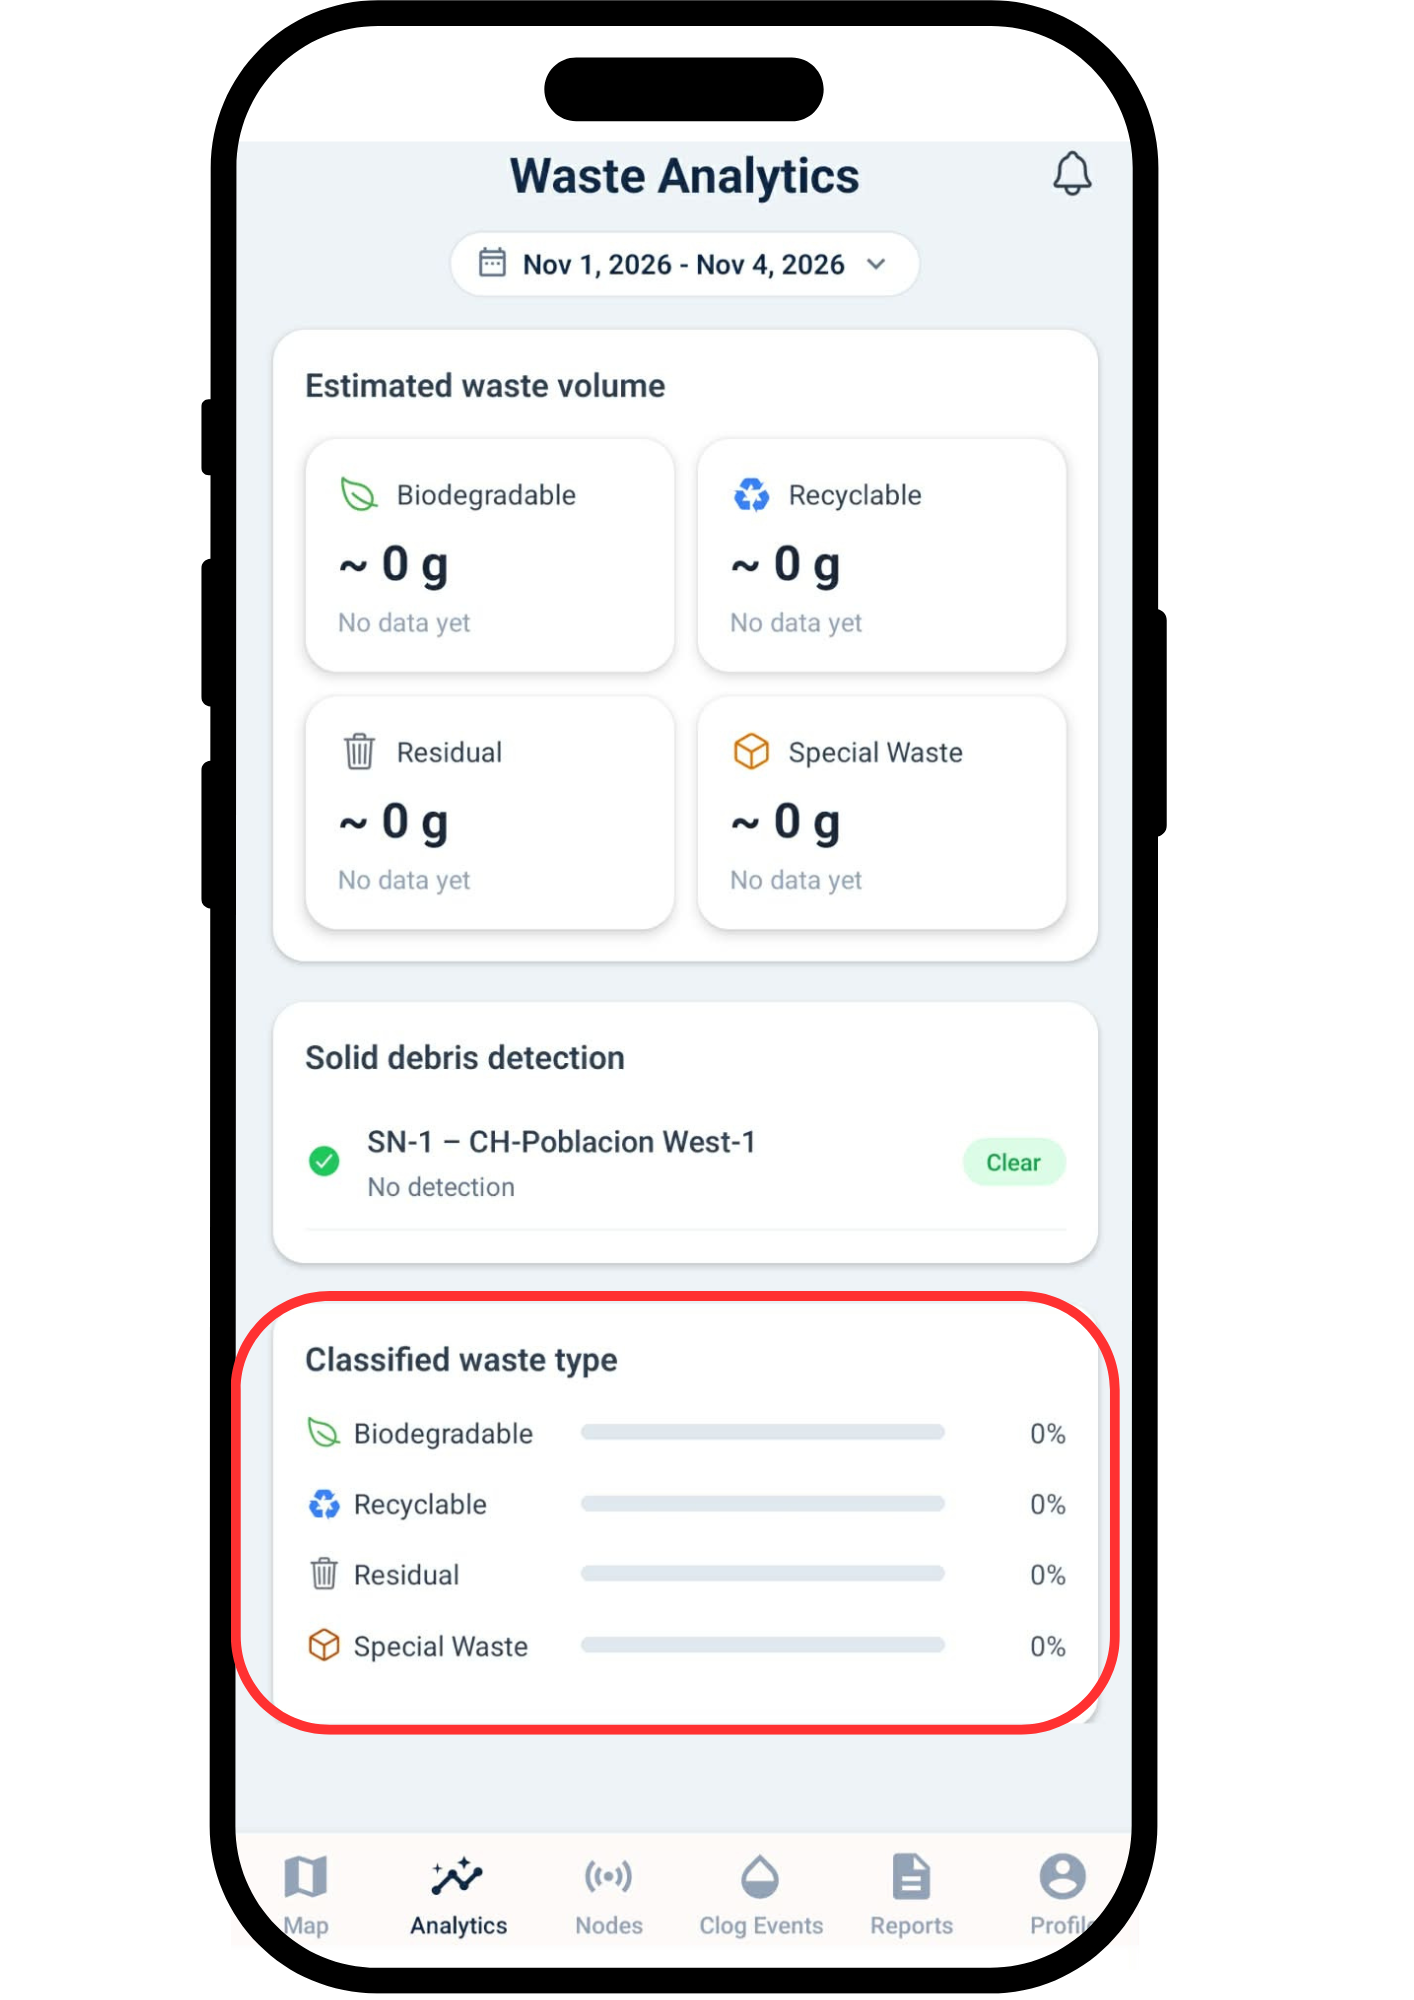 Waste Analytics
Nov 1, 2026 - Nov 4, 2026
Estimated waste volume
Biodegradable
~ 0 g
No data yet
Recyclable
~ 0 g
No data yet
Residual
~ 0 g
No data yet
Special Waste
~ 0 g
No data yet
Solid debris detection
SN-1 – CH-Poblacion West-1
No detection
Clear
Classified waste type
Biodegradable 0%
Recyclable 0%
Residual 0%
Special Waste 0%
Map
Analytics
Nodes
Clog Events
Reports
Profile